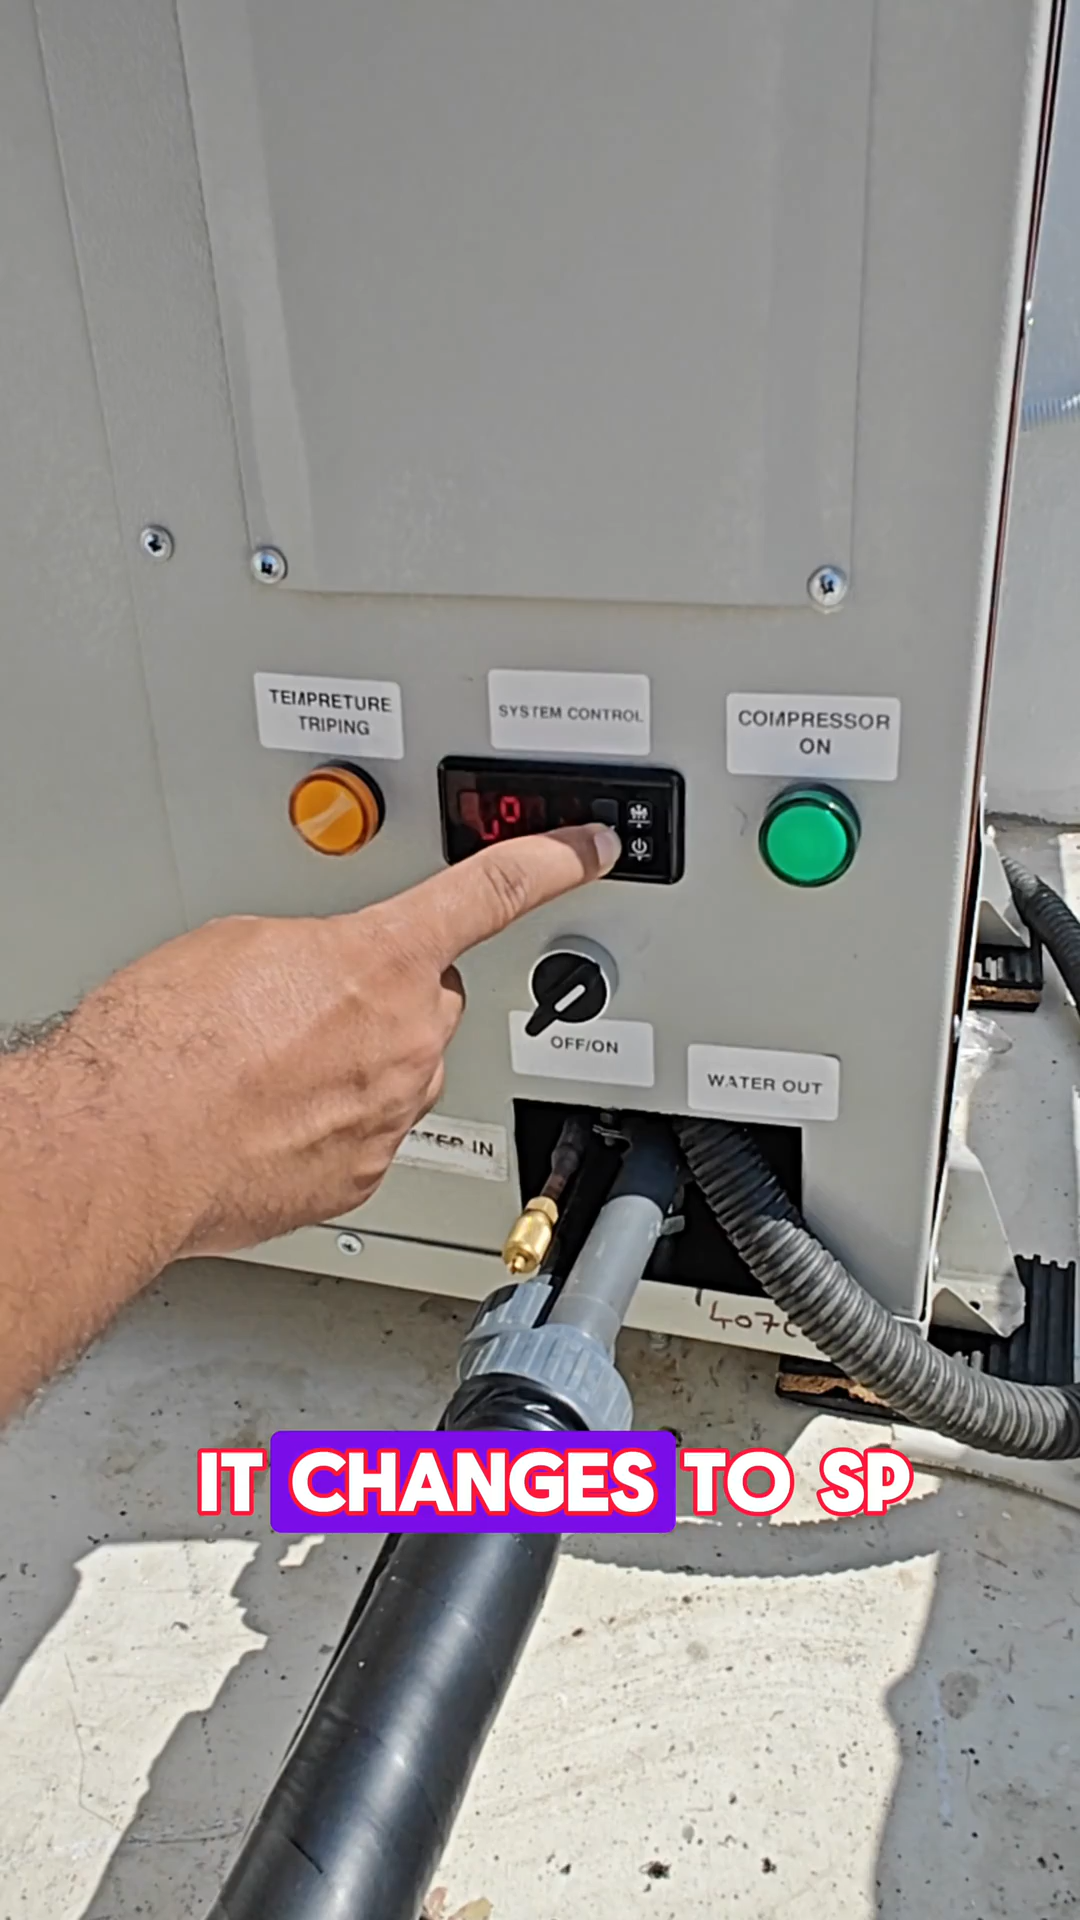 TEMPRETURE
TRIPING
SYSTEM CONTROL
COMPRESSOR
ON
OFF/ON
WATER OUT
IN
IT CHANGES TO SP